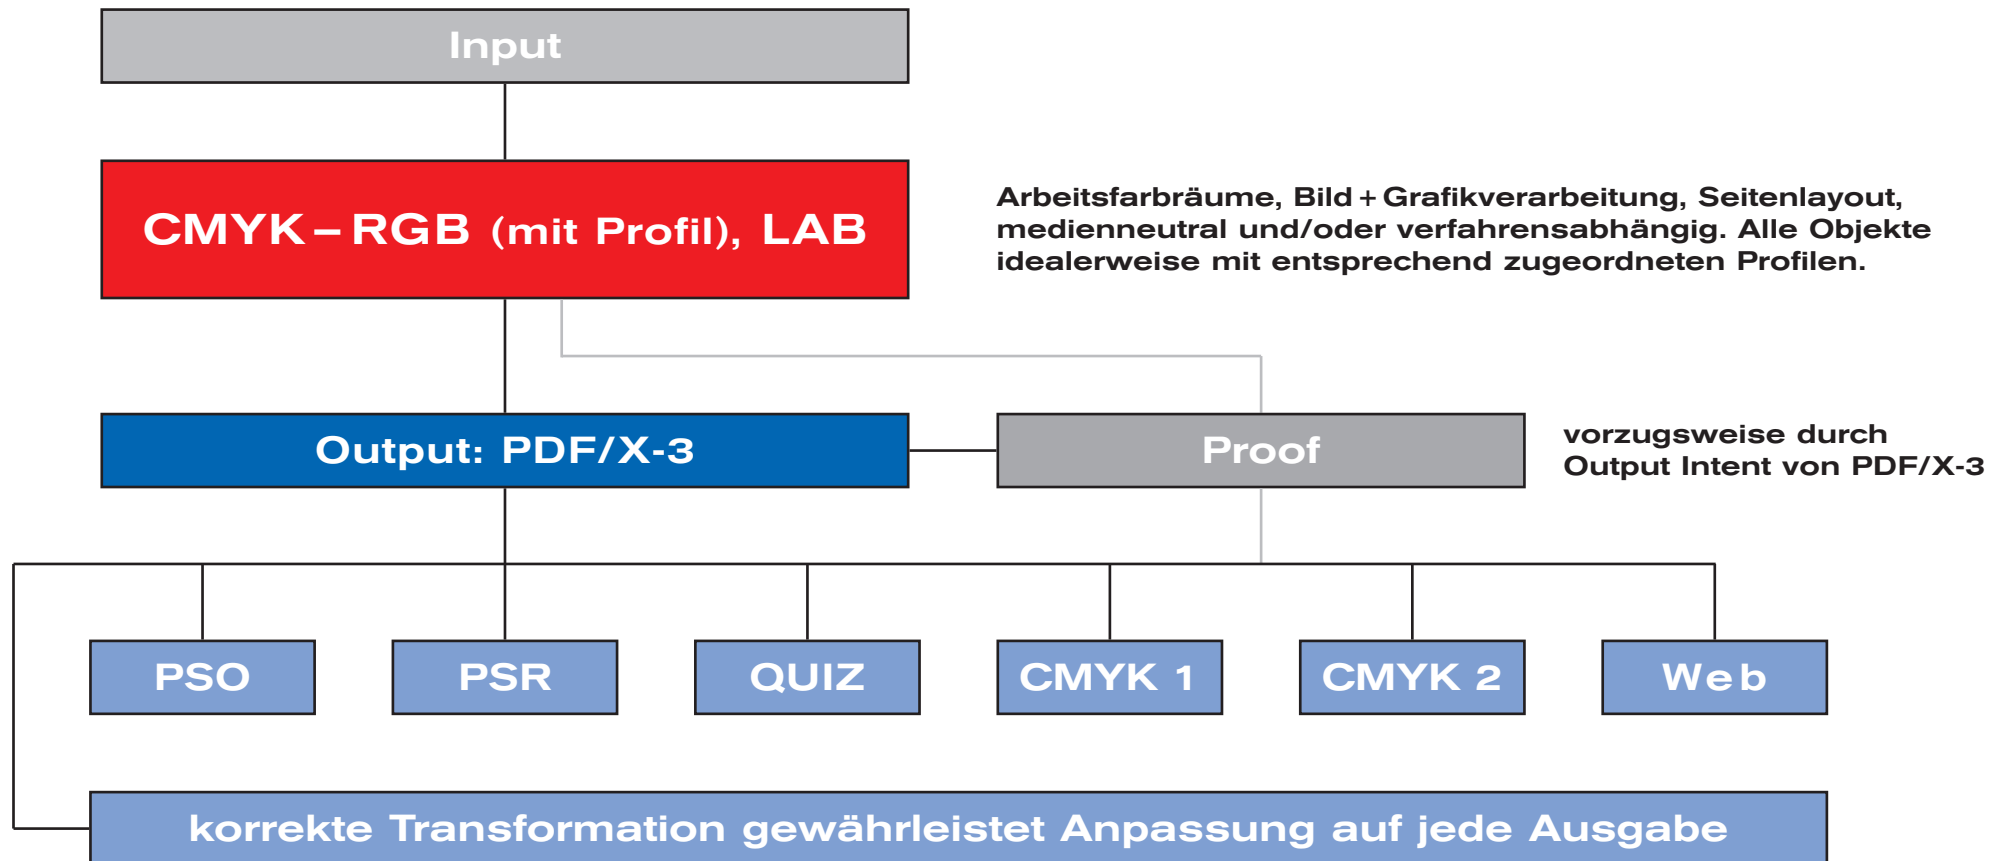 Input
CMYK – RGB (mit Profil), LAB
Arbeitsfarbräume, Bild + Grafikverarbeitung, Seitenlayout,
medienneutral und/oder verfahrensabhängig. Alle Objekte
idealerweise mit entsprechend zugeordneten Profilen.
Output: PDF/X-3
Proof
vorzugsweise durch
Output Intent von PDF/X-3
PSO
PSR
QUIZ
CMYK 1
CMYK 2
Web
korrekte Transformation gewährleistet Anpassung auf jede Ausgabe